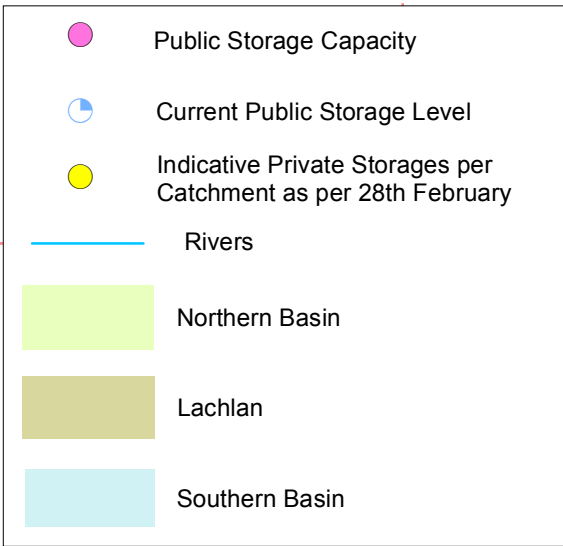 Public Storage Capacity
Current Public Storage Level
Indicative Private Storages per
Catchment as per 28th February
Rivers
Northern Basin
Lachlan
Southern Basin